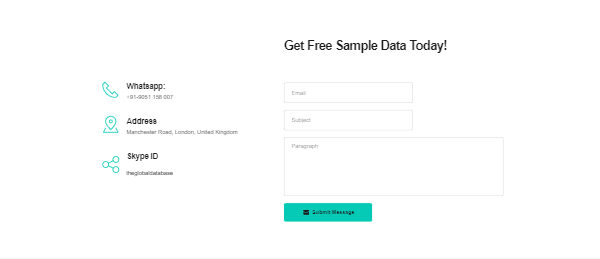 Get Free Sample Data Today!
Whatsapp:
+91-9051 158 007
Address
Manchester Road, London, United Kingdom
Skype ID
theglobaldatabase
Email
Subject
Paragraph
Submit Message